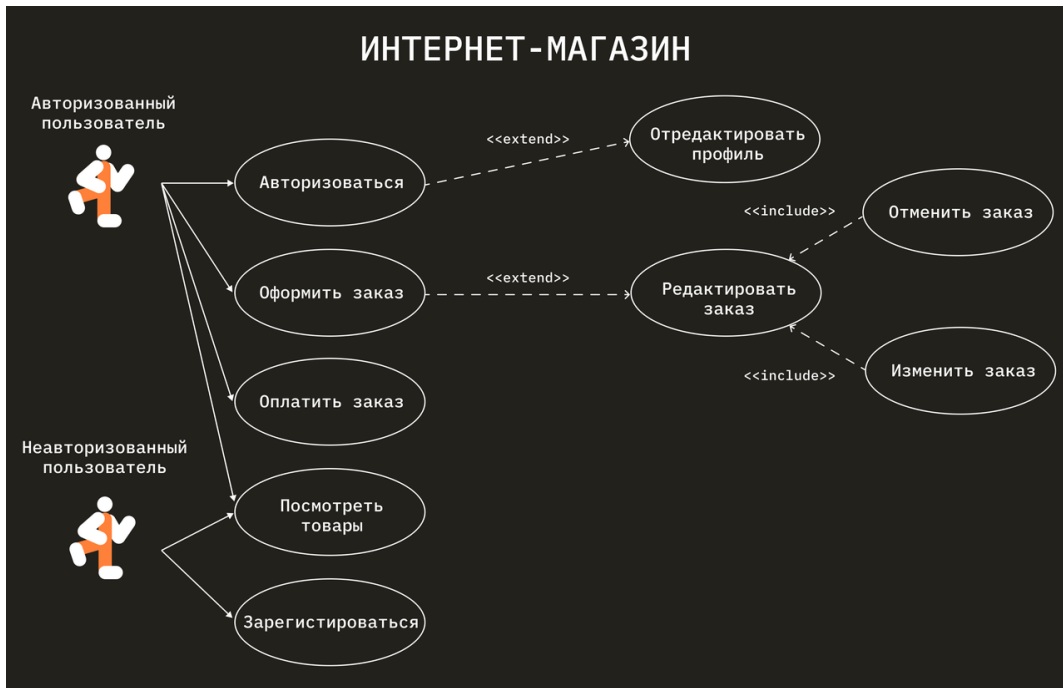 ИНТЕРНЕТ-МАГАЗИН
Авторизованный
пользователь
Авторизоваться
<<extend>>
Отредактировать
профиль
Оформить заказ
<<extend>>
Редактировать
заказ
<<include>>
Отменить заказ
<<include>>
Изменить заказ
Оплатить заказ
Неавторизованный
пользователь
Посмотреть
товары
Зарегистироваться